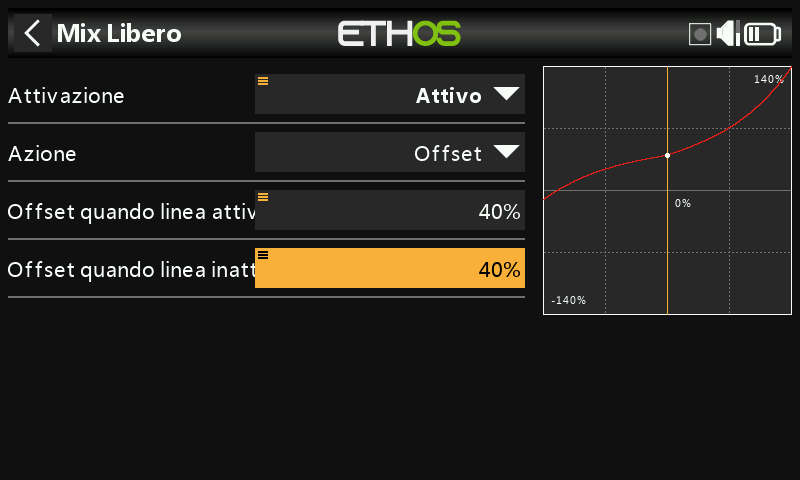 Mix Libero
ETHOS
Attivazione
Attivo
Azione
Offset
Offset quando linea attiv
40%
Offset quando linea inatt
40%
140%
0%
-140%